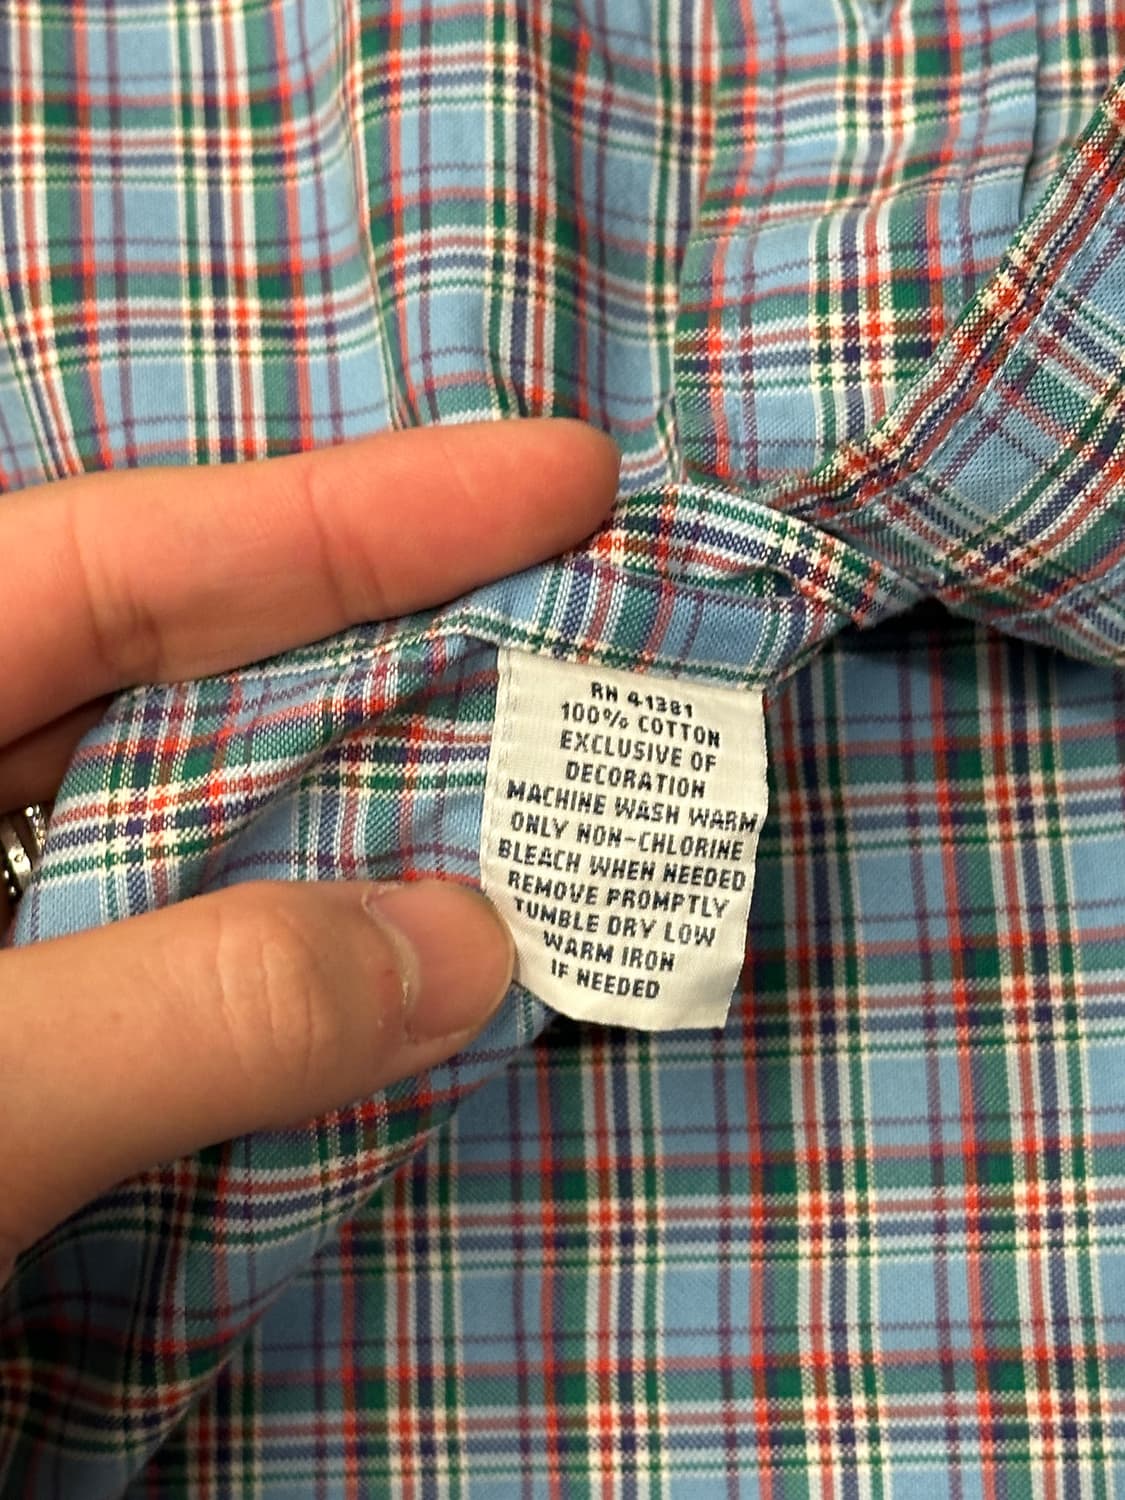 RN 41381
100% COTTON
EXCLUSIVE OF
DECORATION
MACHINE WASH WARM
ONLY NON-CHLORINE
BLEACH WHEN NEEDED
REMOVE PROMPTLY
TUMBLE DRY LOW
WARM IRON
IF NEEDED